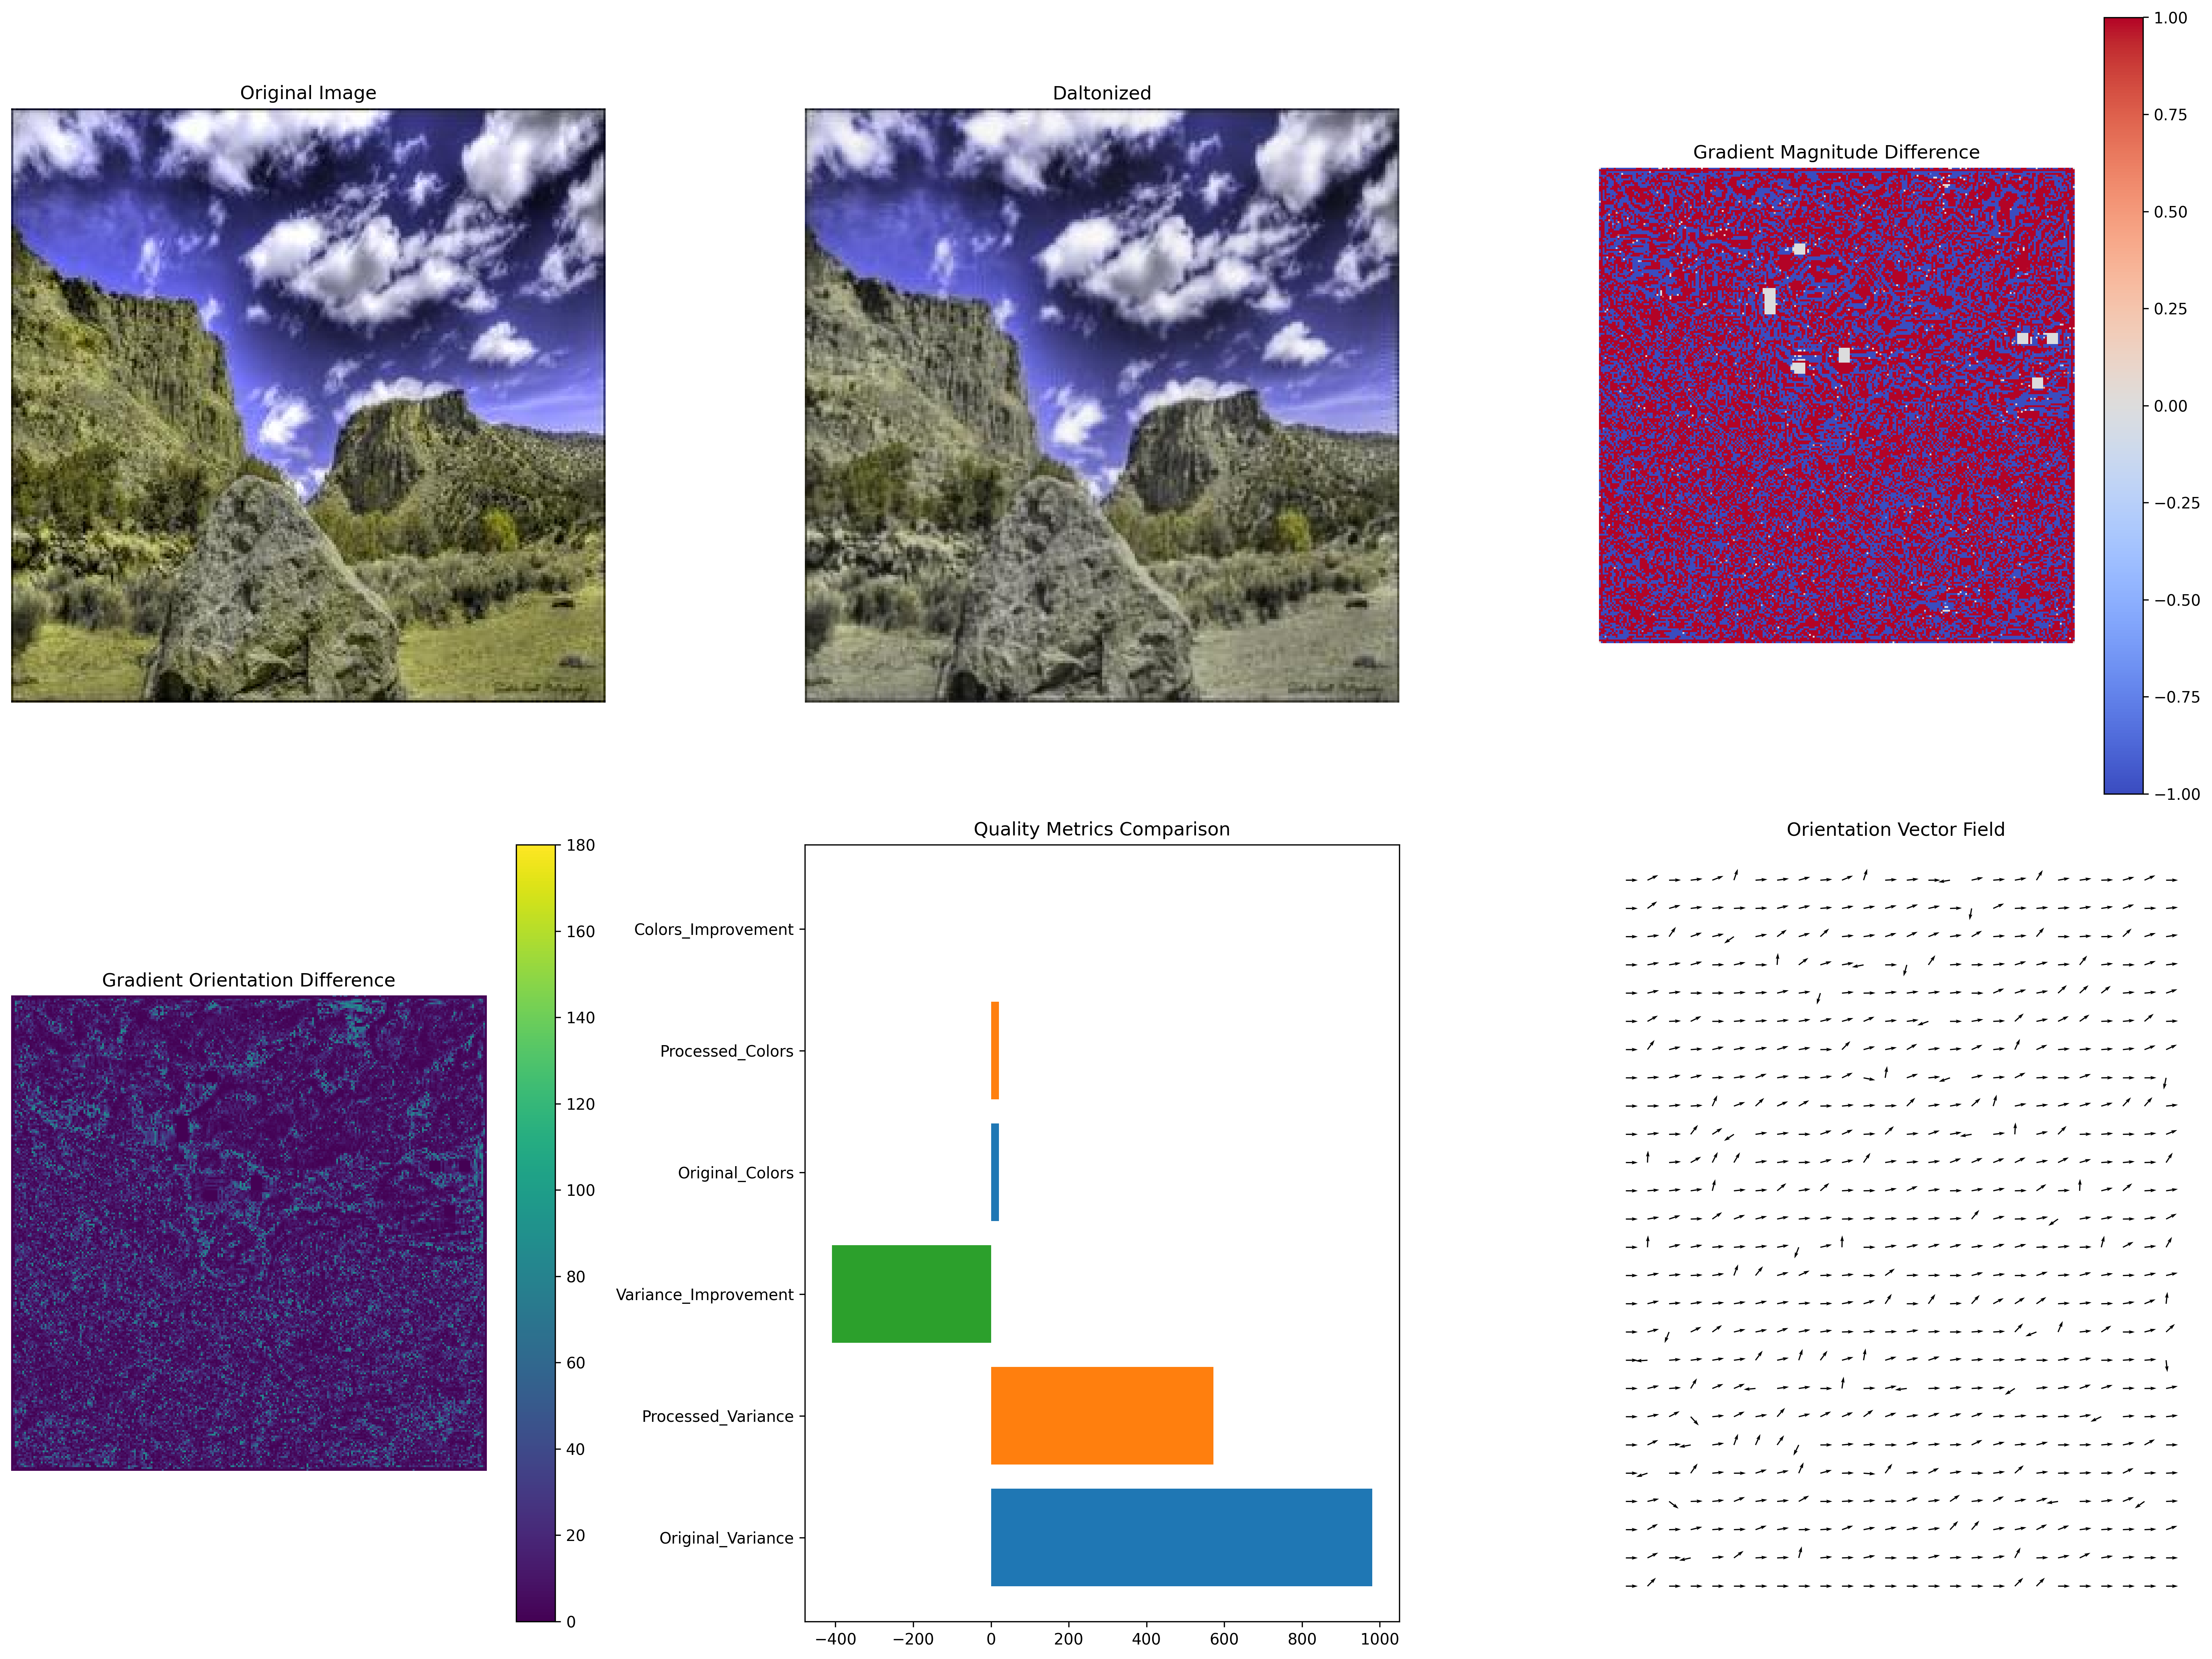 Original Image
Daltonized
Gradient Magnitude Difference
1.00
0.75
0.50
0.25
0.00
−0.25
−0.50
−0.75
−1.00
Gradient Orientation Difference
180
160
140
120
100
80
60
40
20
0
Quality Metrics Comparison
Colors_Improvement
Processed_Colors
Original_Colors
Variance_Improvement
Processed_Variance
Original_Variance
−400
−200
0
200
400
600
800
1000
Orientation Vector Field